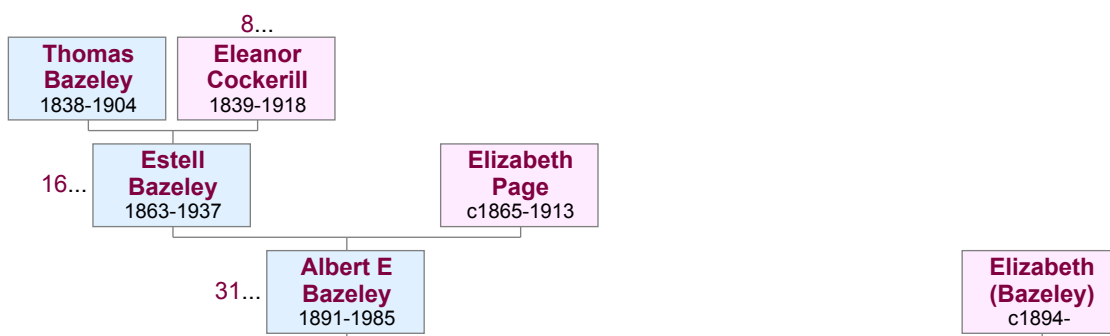 8...
Thomas
Bazeley
1838-1904
Eleanor
Cockerill
1839-1918
16...
Estell
Bazeley
1863-1937
Elizabeth
Page
c1865-1913
31...
Albert E
Bazeley
1891-1985
Elizabeth
(Bazeley)
c1894-